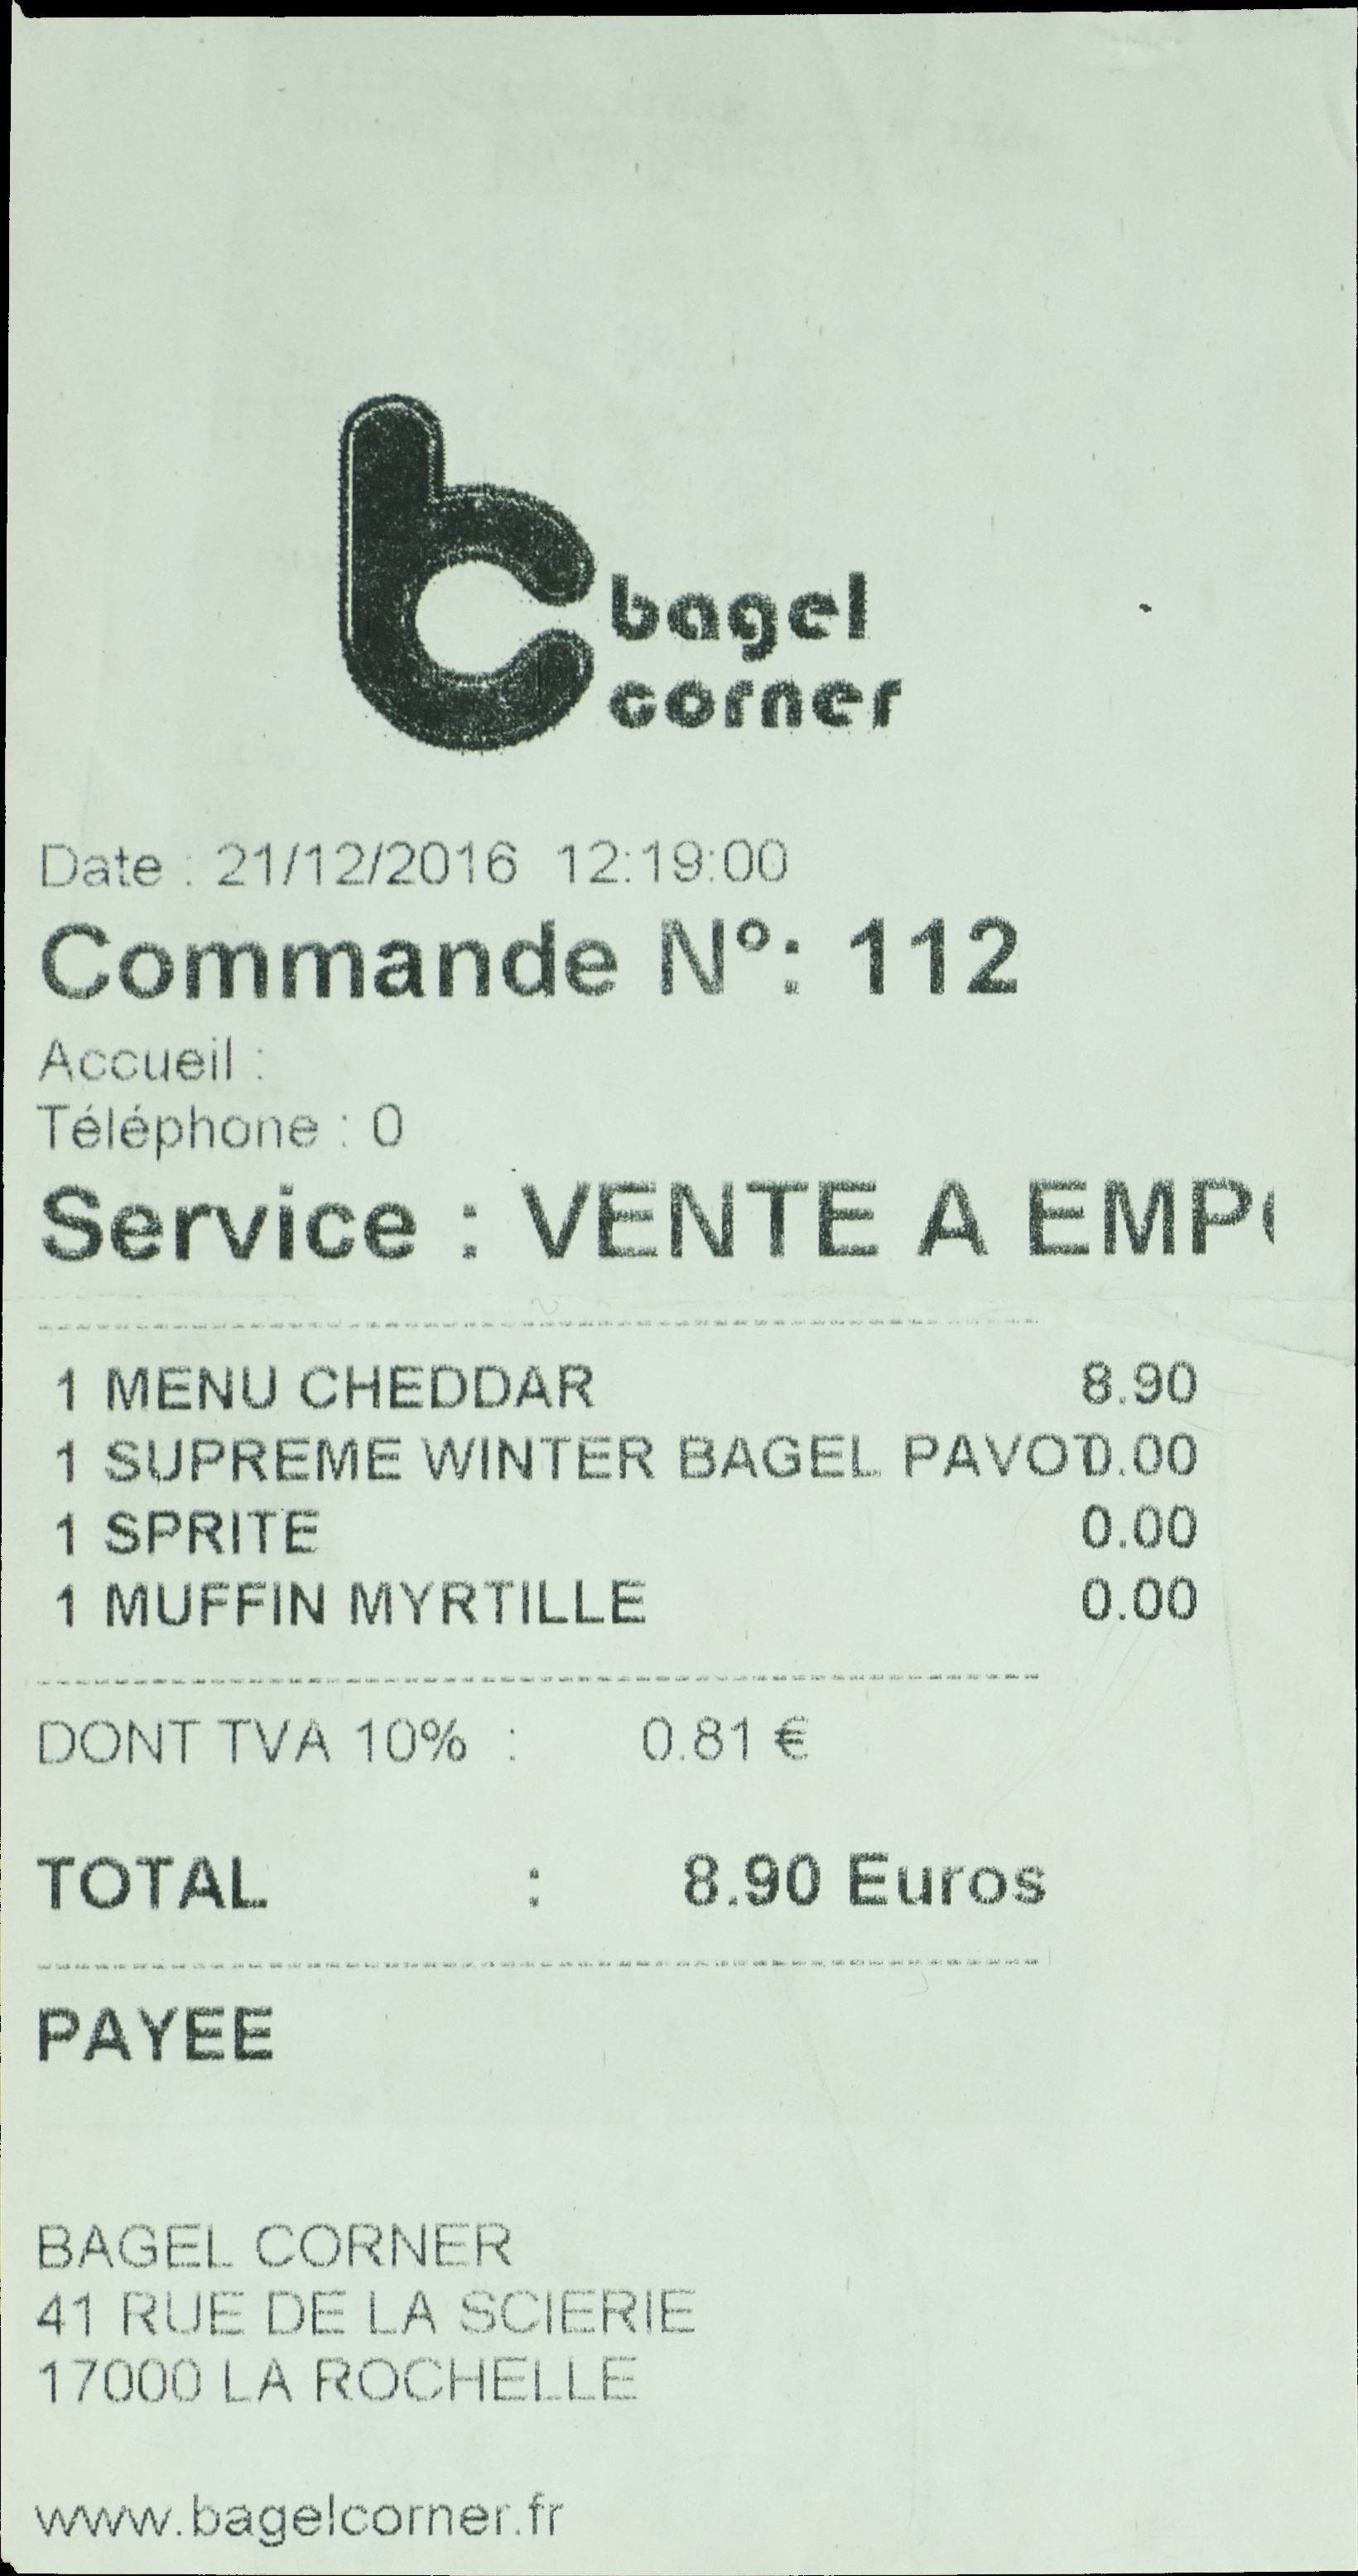 bagel
corner
Date : 21/12/2016 12:19:00
Commande N°: 112
Accueil :
Téléphone : 0
Service : VENTE A EMPO
1 MENU CHEDDAR 8.90
1 SUPREME WINTER BAGEL PAVOT 0.00
1 SPRITE 0.00
1 MUFFIN MYRTILLE 0.00
DONT TVA 10% : 0.81 €
TOTAL : 8.90 Euros
PAYEE
BAGEL CORNER
41 RUE DE LA SCIERIE
17000 LA ROCHELLE
www.bagelcorner.fr